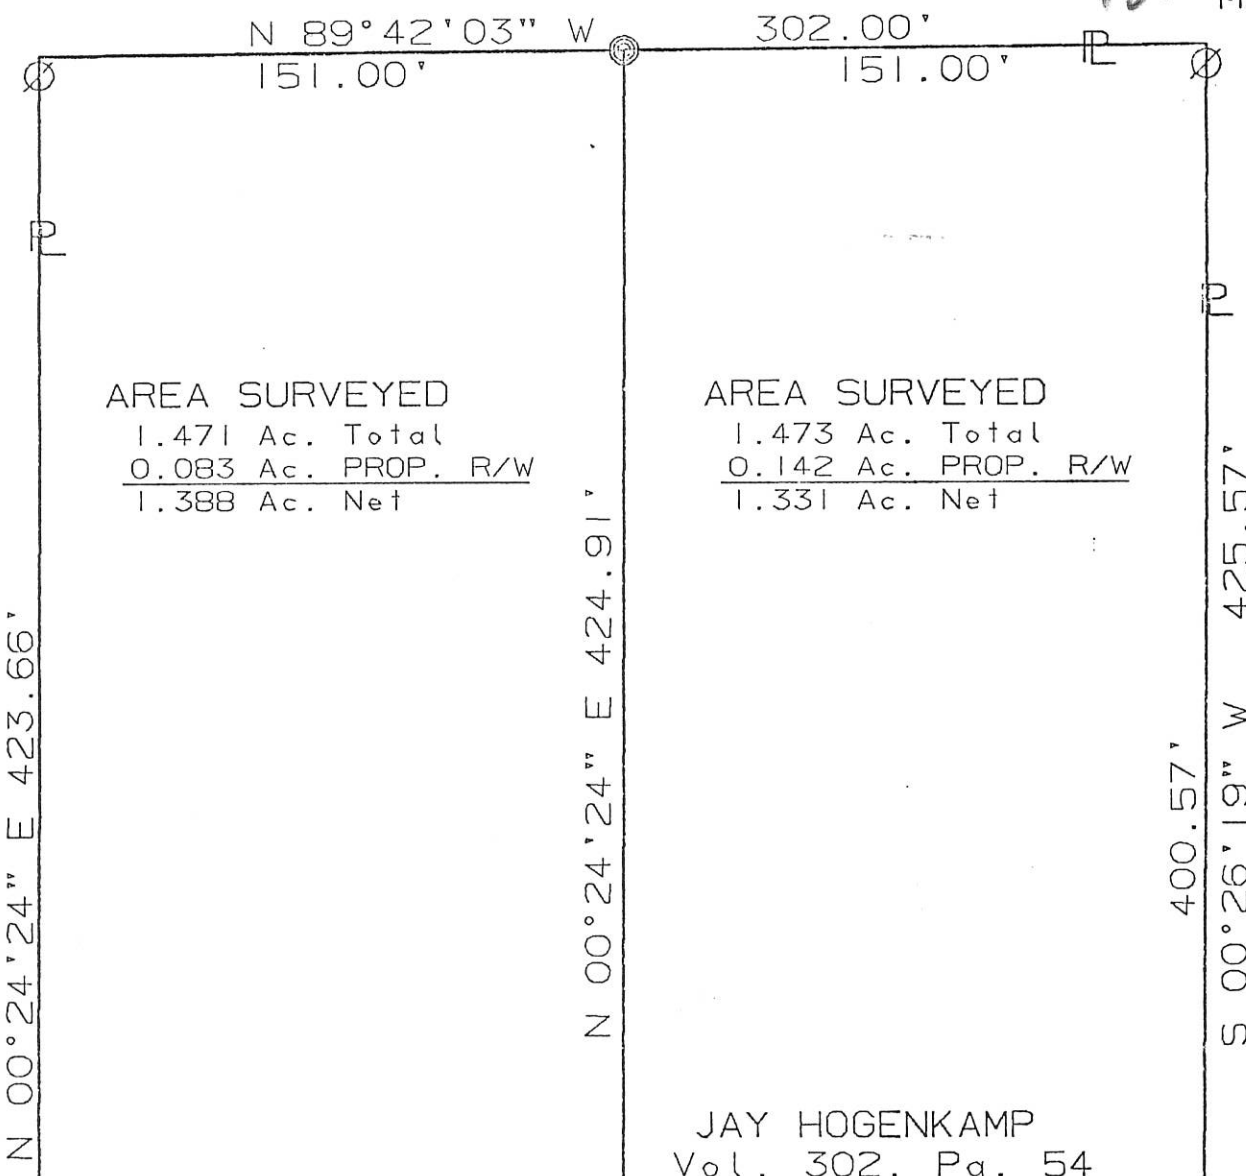 N 89°42'03" W 302.00'
151.00' 151.00'
PL
PL
PL
AREA SURVEYED
1.471 Ac. Total
0.083 Ac. PROP. R/W
1.388 Ac. Net
AREA SURVEYED
1.473 Ac. Total
0.142 Ac. PROP. R/W
1.331 Ac. Net
N 00°24'24" E 423.66'
N 00°24'24" E 424.91'
400.57'
S 00°26'19" W 425.57'
JAY HOGENKAMP
Vol. 302, Pg. 54